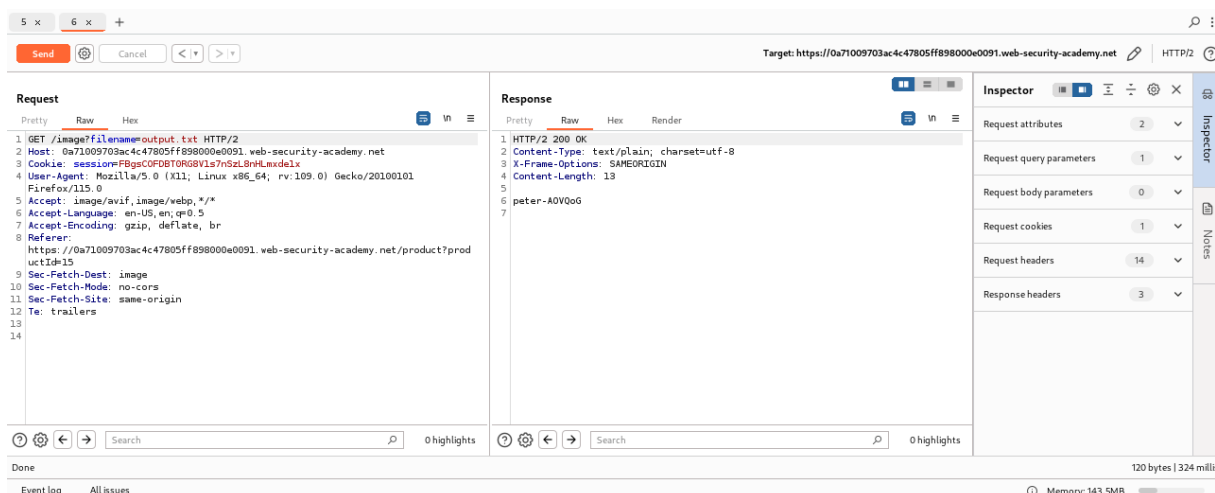 5 × 6 × +
Send Cancel < > Target: https://0a71009703ac4c47805ff898000e0091.web-security-academy.net HTTP/2
Request
Pretty Raw Hex \n
1 GET /image?filename=output.txt HTTP/2
2 Host: 0a71009703ac4c47805ff898000e0091.web-security-academy.net
3 Cookie: session=FBgsCOFDBT0RG8V1s7nSzL8nHLmxde1x
4 User-Agent: Mozilla/5.0 (X11; Linux x86_64; rv:109.0) Gecko/20100101
Firefox/115.0
5 Accept: image/avif,image/webp,*/*
6 Accept-Language: en-US,en;q=0.5
7 Accept-Encoding: gzip, deflate, br
8 Referer:
https://0a71009703ac4c47805ff898000e0091.web-security-academy.net/product?prod
uctId=15
9 Sec-Fetch-Dest: image
10 Sec-Fetch-Mode: no-cors
11 Sec-Fetch-Site: same-origin
12 Te: trailers
13
14
Search 0 highlights
Response
Pretty Raw Hex Render \n
1 HTTP/2 200 OK
2 Content-Type: text/plain; charset=utf-8
3 X-Frame-Options: SAMEORIGIN
4 Content-Length: 13
5
6 peter-AOVQoG
7
Search 0 highlights
Inspector
Request attributes 2
Request query parameters 1
Request body parameters 0
Request cookies 1
Request headers 14
Response headers 3
Inspector
Notes
Done 120 bytes | 324 milli
Event log All issues Memory: 143.5MB